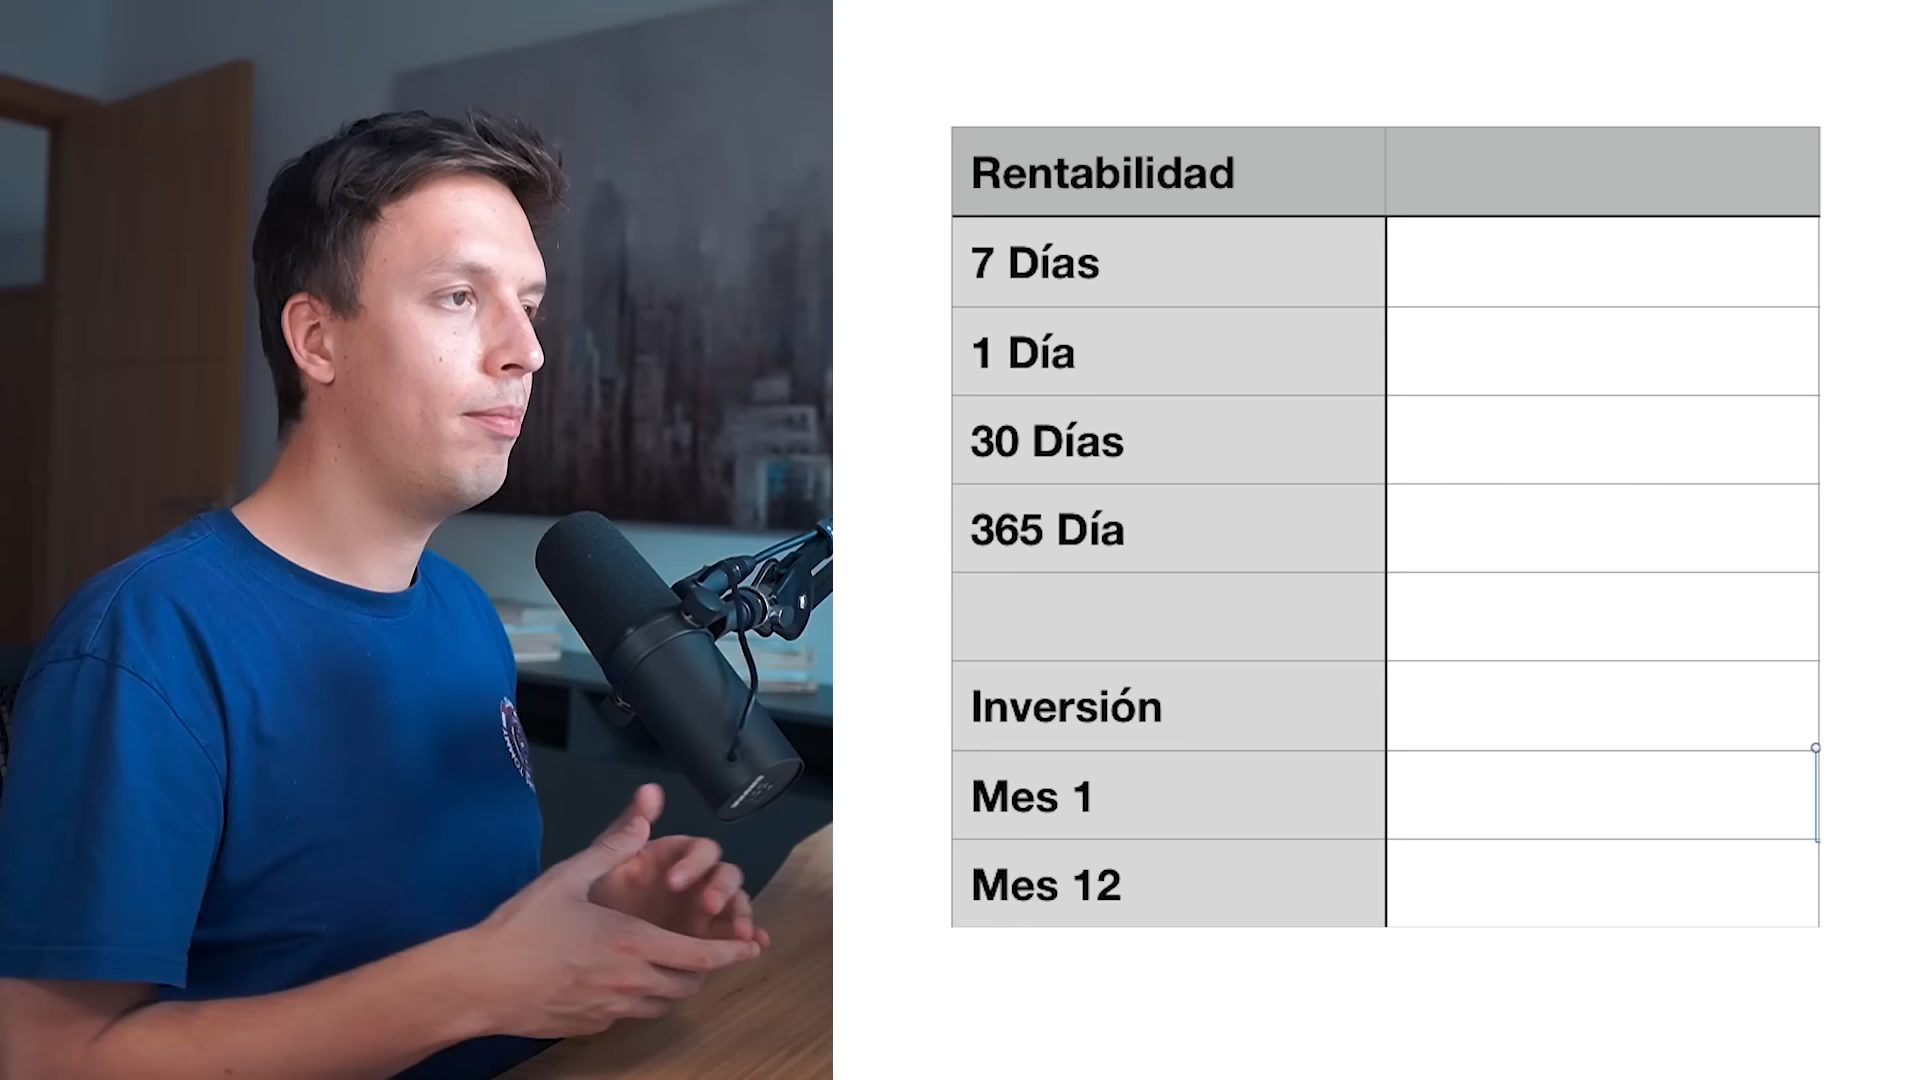 Rentabilidad
7 Días
1 Día
30 Días
365 Día
Inversión
Mes 1
Mes 12